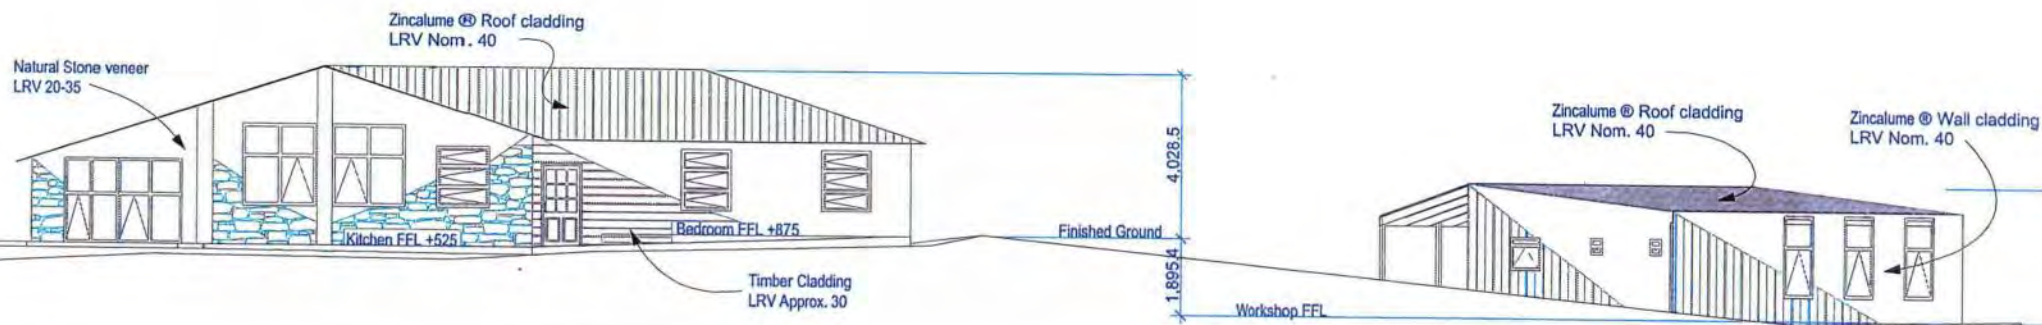 Zincalume ® Roof cladding
LRV Nom. 40
Natural Stone veneer
LRV 20-35
Zincalume ® Roof cladding
LRV Nom. 40
Zincalume ® Wall cladding
LRV Nom. 40
4,028.5
Kitchen FFL +525
Bedroom FFL +875
Finished Ground
Timber Cladding
LRV Approx. 30
1,895.4
Workshop FFL